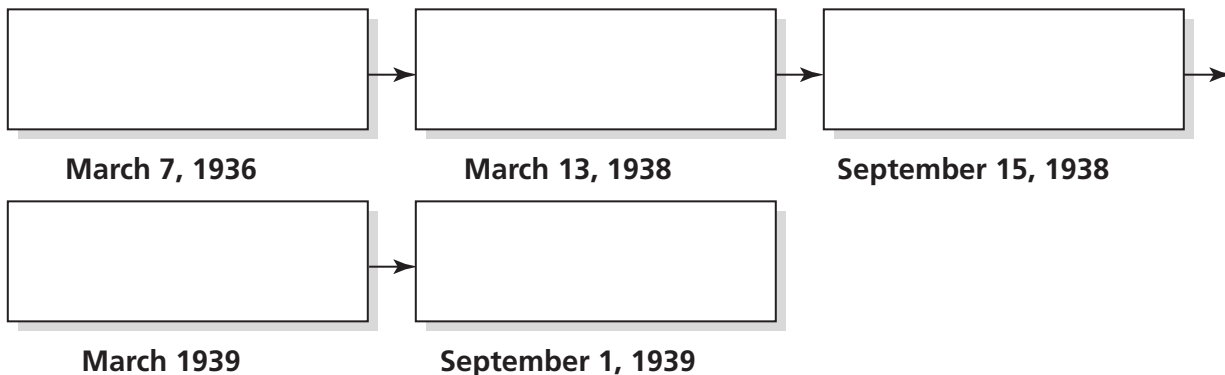 March 7, 1936
March 13, 1938
September 15, 1938
March 1939
September 1, 1939